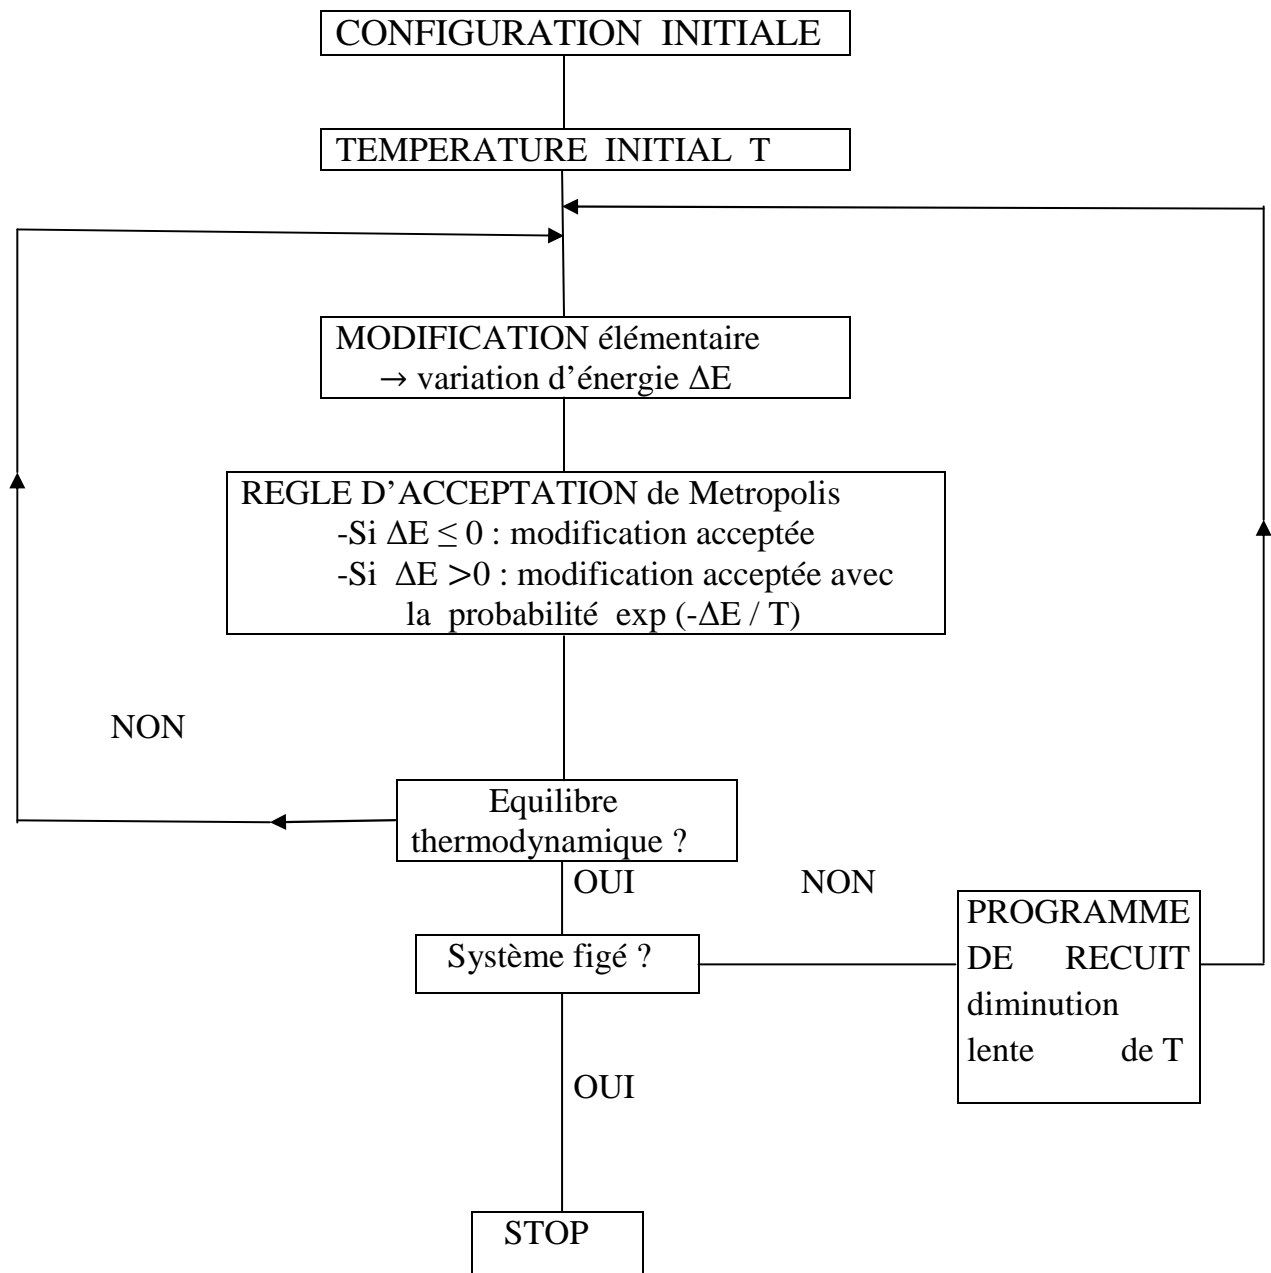 CONFIGURATION INITIALE
TEMPERATURE INITIAL T
MODIFICATION élémentaire
→ variation d’énergie ΔE
REGLE D’ACCEPTATION de Metropolis
-Si ΔE ≤ 0 : modification acceptée
-Si ΔE >0 : modification acceptée avec
la probabilité exp (-ΔE / T)
NON
Equilibre
thermodynamique ?
OUI
NON
PROGRAMME
DE RECUIT
diminution
lente de T
Système figé ?
OUI
STOP